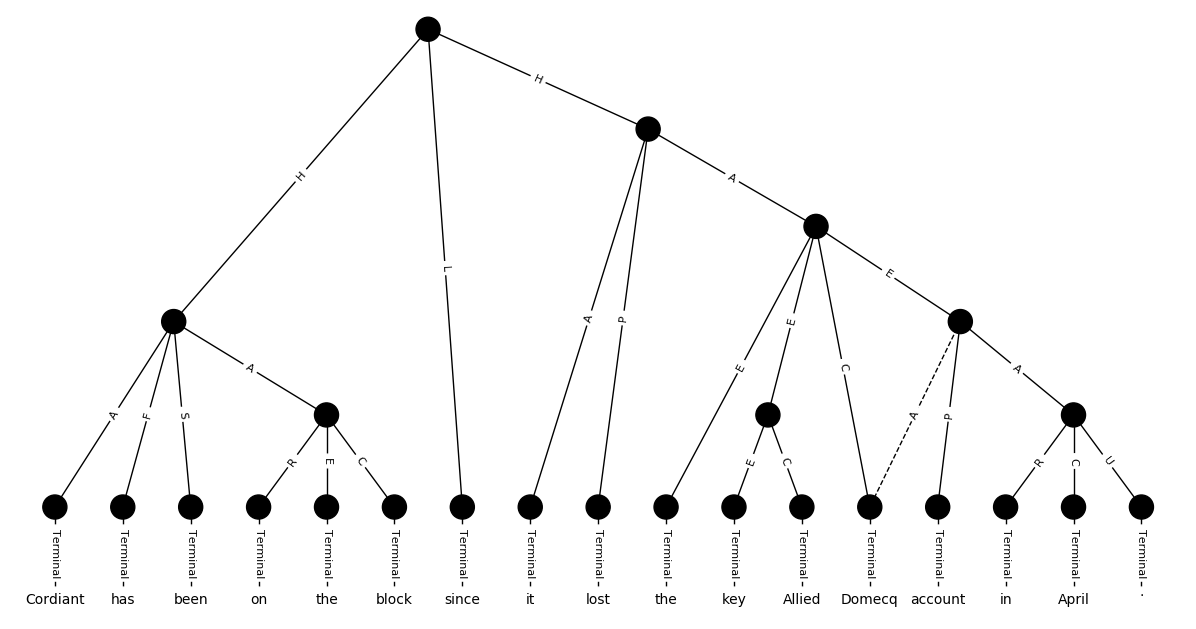 H
H
A
E
L
A
P
E
E
C
A
P
A
A
F
S
A
R
E
C
E
C
R
C
U
Terminal Terminal Terminal Terminal Terminal Terminal Terminal Terminal Terminal Terminal Terminal Terminal Terminal Terminal Terminal Terminal Terminal
Cordiant has been on the block since it lost the key Allied Domecq account in April .